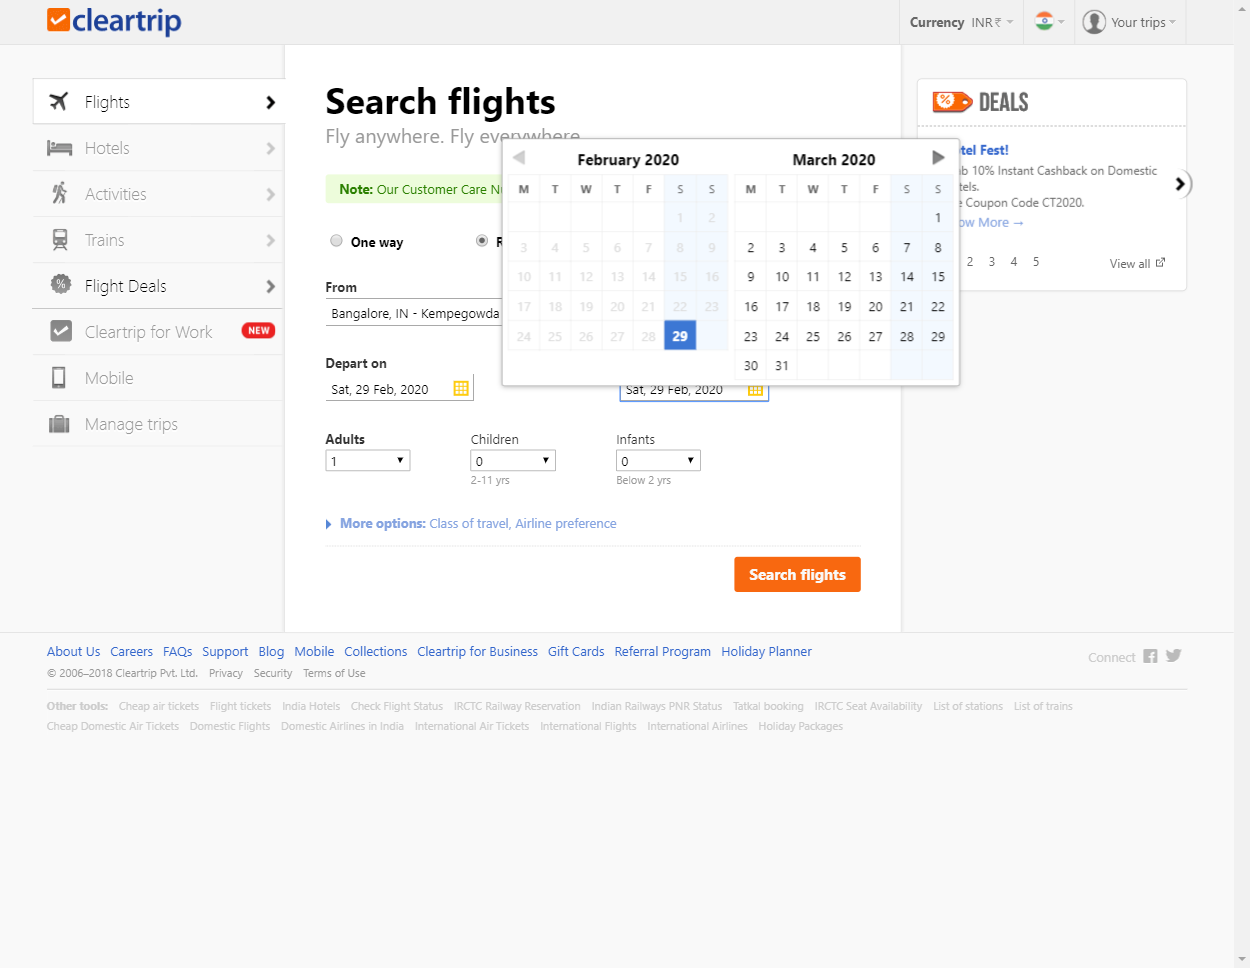 cleartrip
Currency INR ₹
Your trips
Flights
Hotels
Activities
Trains
% Flight Deals
Cleartrip for Work NEW
Mobile
Manage trips
Search flights
Fly anywhere. Fly everywhere
Note: Our Customer Care
One way
From
Bangalore, IN - Kempegowda
Depart on
Sat, 29 Feb, 2020
Sat, 29 Feb, 2020
February 2020
M T W T F S S
1 2
3 4 5 6 7 8 9
10 11 12 13 14 15 16
17 18 19 20 21 22 23
24 25 26 27 28 29
March 2020
M T W T F S S
1
2 3 4 5 6 7 8
9 10 11 12 13 14 15
16 17 18 19 20 21 22
23 24 25 26 27 28 29
30 31
Adults
1
Children
0
2-11 yrs
Infants
0
Below 2 yrs
More options: Class of travel, Airline preference
Search flights
% DEALS
Fest!
10% Instant Cashback on Domestic
Coupon Code CT2020.
More →
2 3 4 5
View all
About Us Careers FAQs Support Blog Mobile Collections Cleartrip for Business Gift Cards Referral Program Holiday Planner
© 2006–2018 Cleartrip Pvt. Ltd. Privacy Security Terms of Use
Connect
Other tools: Cheap air tickets Flight tickets India Hotels Check Flight Status IRCTC Railway Reservation Indian Railways PNR Status Tatkal booking IRCTC Seat Availability List of stations List of trains
Cheap Domestic Air Tickets Domestic Flights Domestic Airlines in India International Air Tickets International Flights International Airlines Holiday Packages